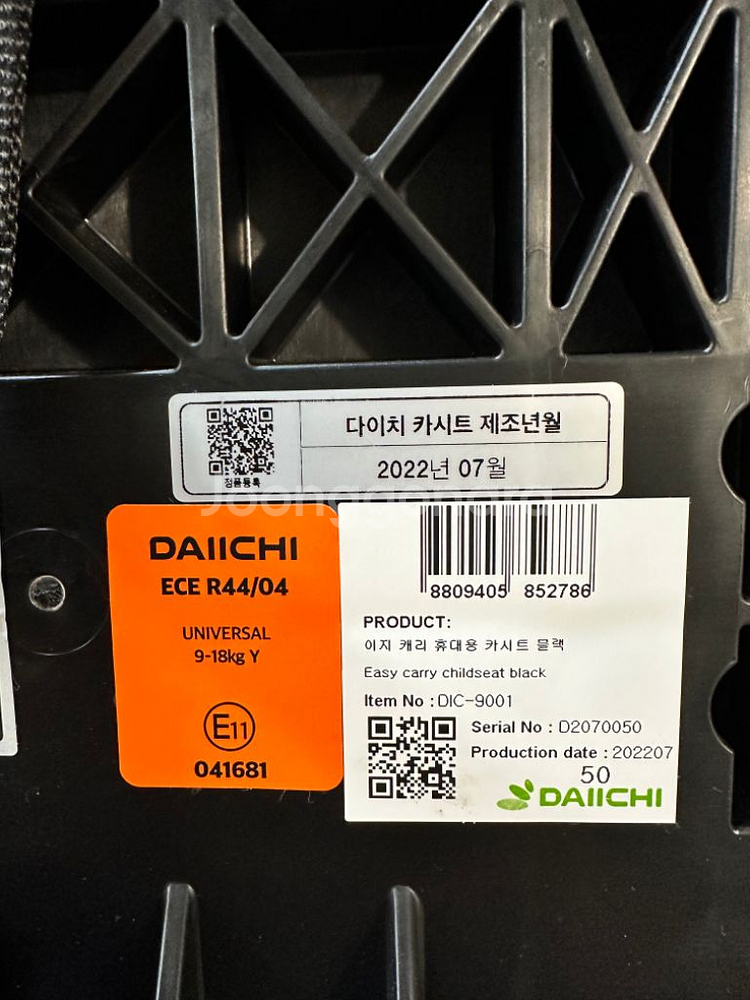 정품등록
다이치 카시트 제조년월
2022년 07월
Joonggonara
DAIICHI
ECE R44/04
UNIVERSAL
9-18kg Y
E11
041681
8809405 852786
PRODUCT:
이지 캐리 휴대용 카시트 블랙
Easy carry childseat black
Item No : DIC-9001
Serial No : D2070050
Production date : 202207
50
DAIICHI